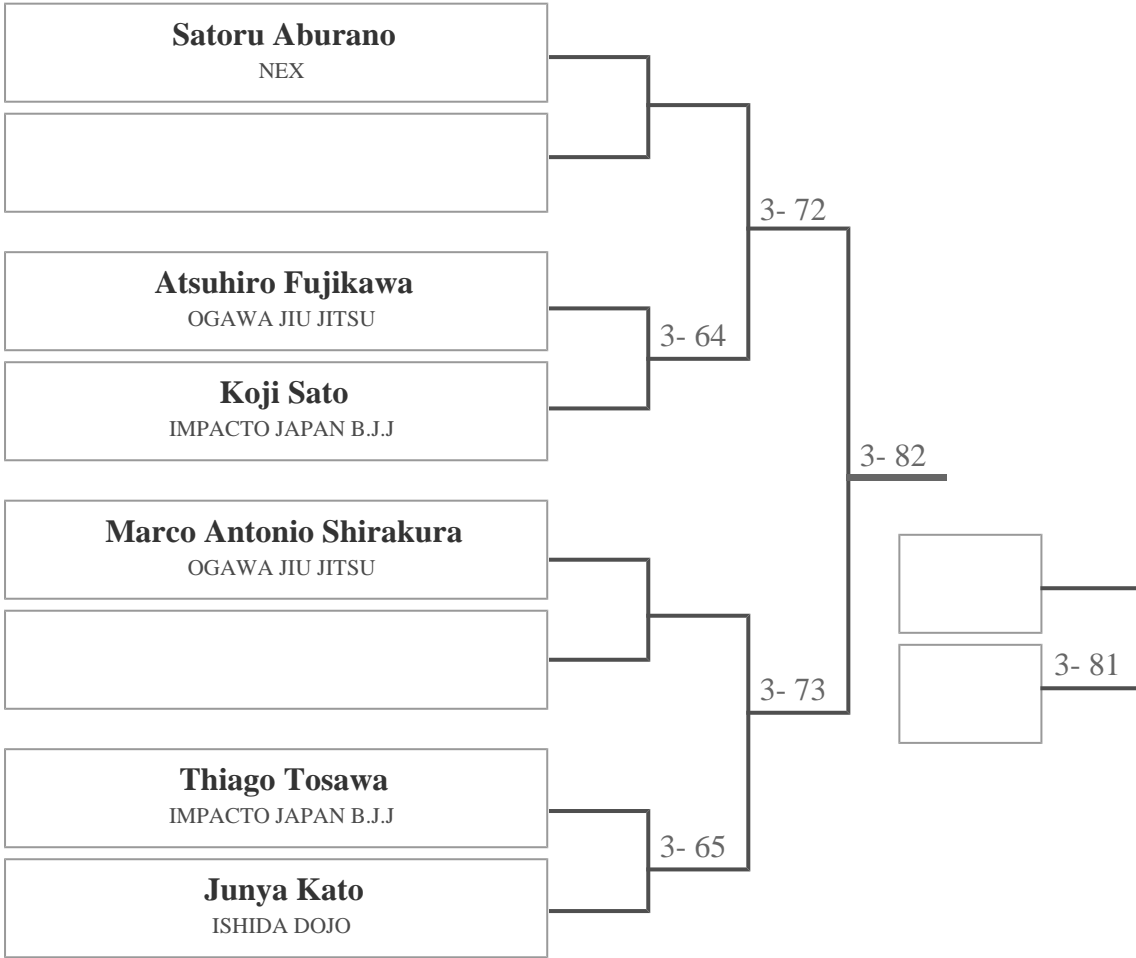 Satoru Aburano
NEX
3- 72
Atsuhiro Fujikawa
OGAWA JIU JITSU
3- 64
Koji Sato
IMPACTO JAPAN B.J.J
3- 82
Marco Antonio Shirakura
OGAWA JIU JITSU
3- 81
3- 73
Thiago Tosawa
IMPACTO JAPAN B.J.J
3- 65
Junya Kato
ISHIDA DOJO